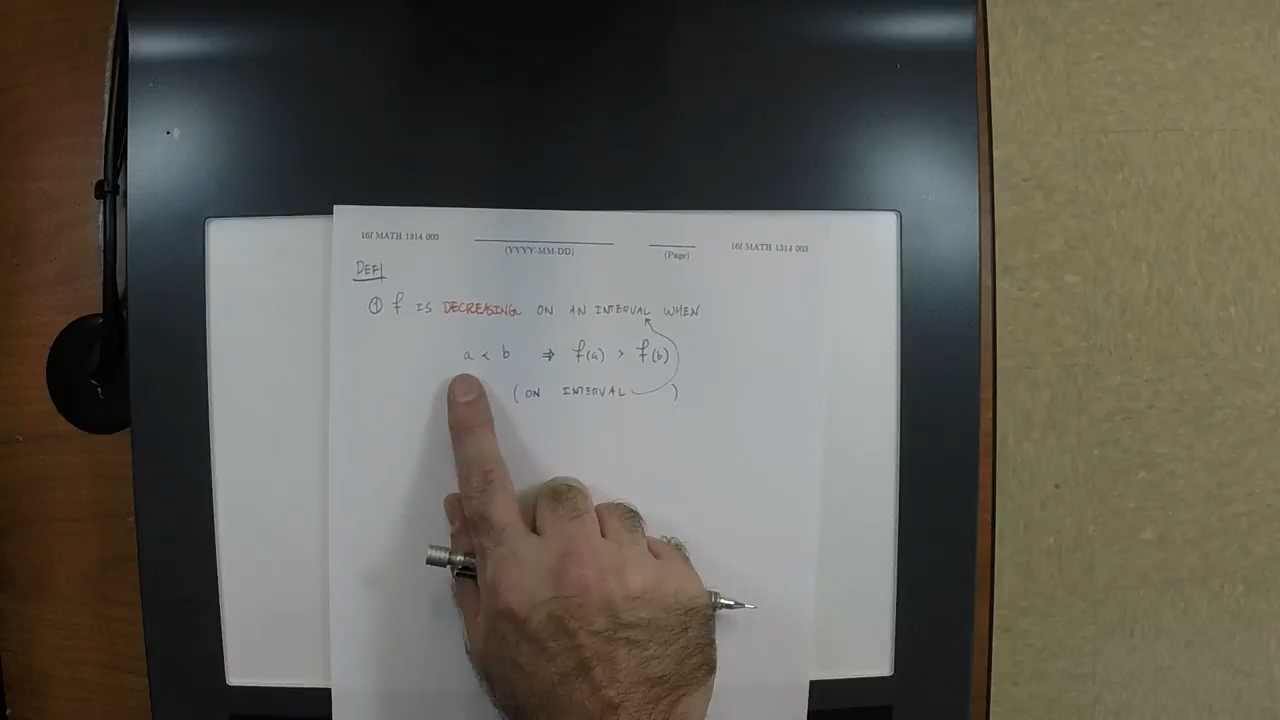 16f MATH 1314 003 (YYYY-MM-DD) (Page) 16f MATH 1314 003
DEF1
① f IS DECREASING ON AN INTERVAL WHEN
a < b ⇒ f(a) > f(b)
(ON INTERVAL)